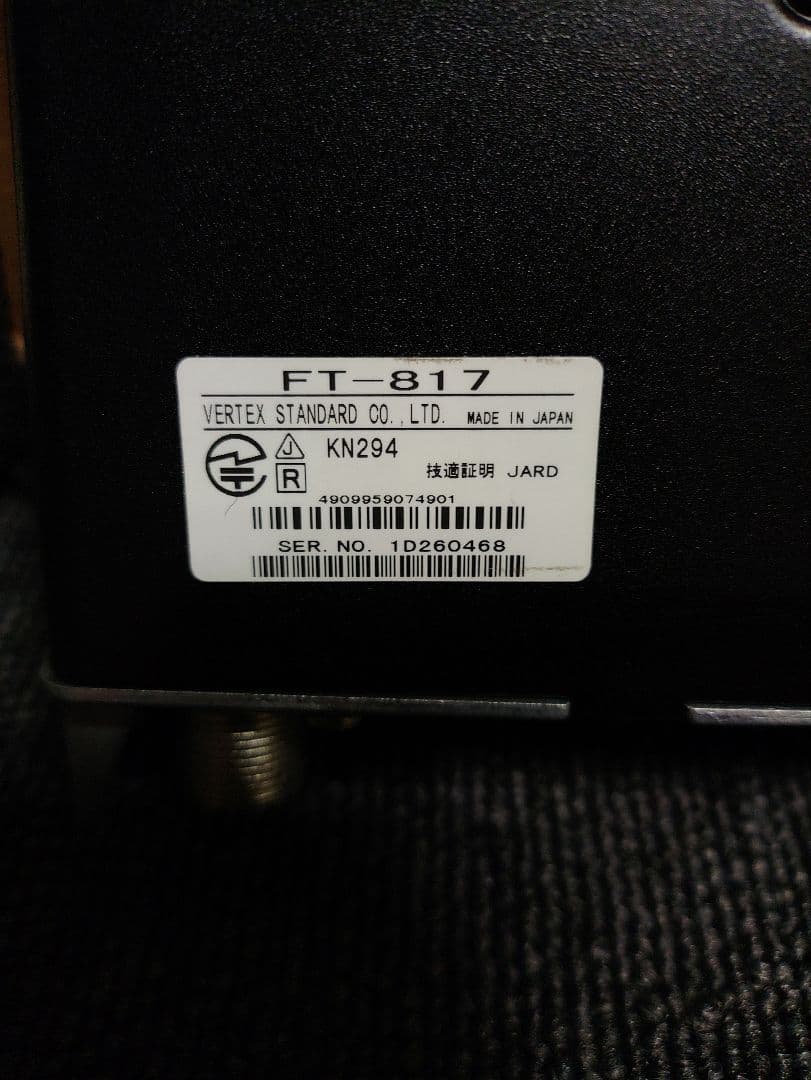 FT-817
VERTEX STANDARD CO.,LTD. MADE IN JAPAN
J KN294
R 技適証明 JARD
4909959074901
SER. NO. 1D260468